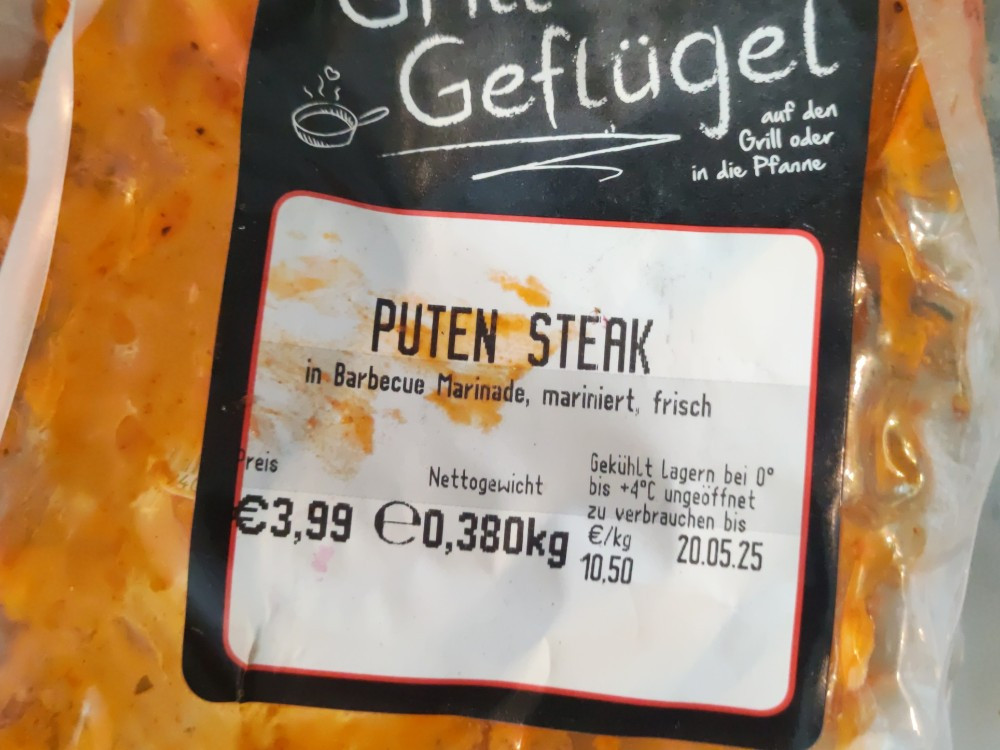 Grill
Geflügel
auf den
Grill oder
in die Pfanne
PUTEN STEAK
in Barbecue Marinade, mariniert, frisch
Preis
Nettogewicht
Gekühlt Lagern bei 0°
bis +4°C ungeöffnet
zu verbrauchen bis
€3,99
℮0,380kg
€/kg
10,50
20.05.25